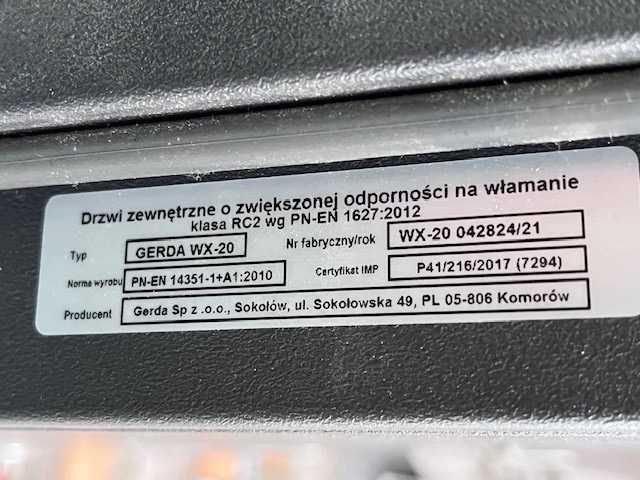 Drzwi zewnętrzne o zwiększonej odporności na włamanie
klasa RC2 wg PN-EN 1627:2012
Typ GERDA WX-20 Nr fabryczny/rok WX-20 042824/21
Norma wyrobu PN-EN 14351-1+A1:2010 Certyfikat IMP P41/216/2017 (7294)
Producent Gerda Sp z .o.o., Sokołów, ul. Sokołowska 49, PL 05-806 Komorów